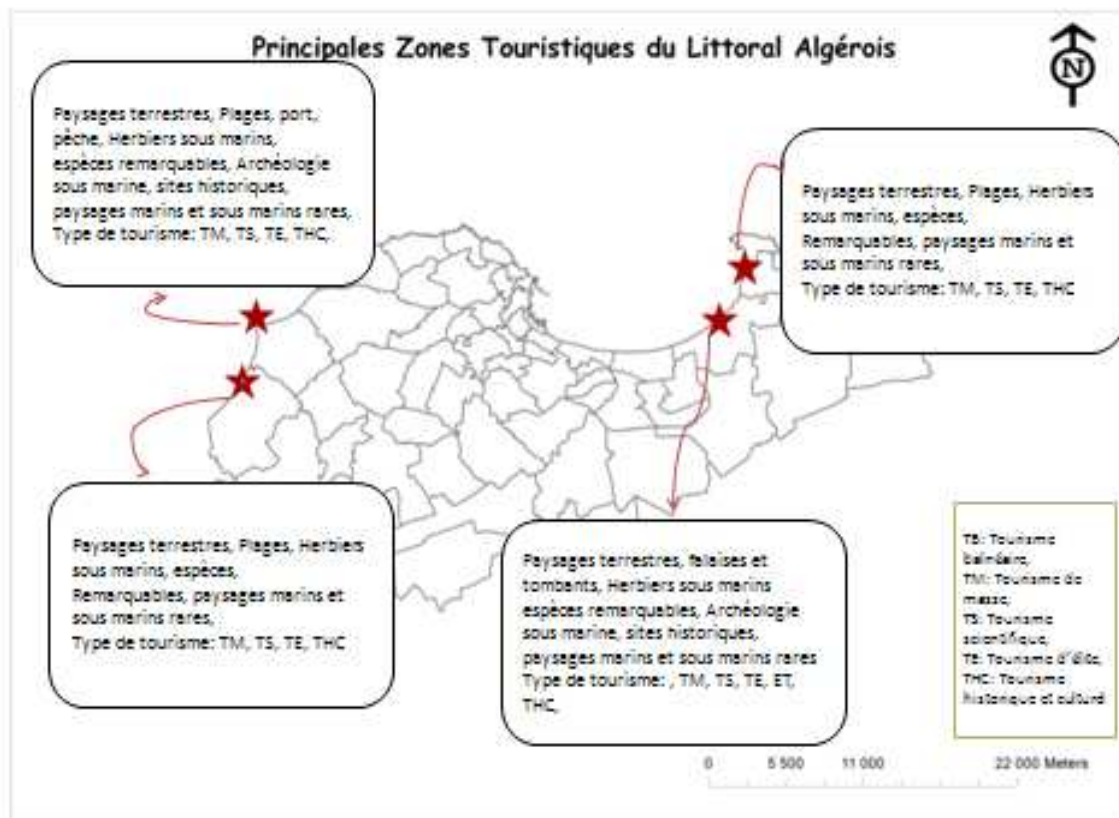 Principales Zones Touristiques du Littoral Algérois
N
Paysages terrestres, Plages, port,
pêche, Herbiers sous marins,
espèces remarquables, Archéologie
sous marine, sites historiques,
paysages marins et sous marins rares,
Type de tourisme: TM, TS, TE, THC,
Paysages terrestres, Plages, Herbiers
sous marins, espèces,
Remarquables, paysages marins et
sous marins rares,
Type de tourisme: TM, TS, TE, THC
Paysages terrestres, Plages, Herbiers
sous marins, espèces,
Remarquables, paysages marins et
sous marins rares,
Type de tourisme: TM, TS, TE, THC
Paysages terrestres, falaises et
tombants, Herbiers sous marins
espèces remarquables, Archéologie
sous marine, sites historiques,
paysages marins et sous marins rares
Type de tourisme: , TM, TS, TE, ET,
THC,
TB: Tourisme
balnéaire,
TM: Tourisme de
masse,
TS: Tourisme
scientifique,
TE: Tourisme d'élite,
THC: Tourisme
historique et culturel
0 5 500 11 000 22 000 Meters